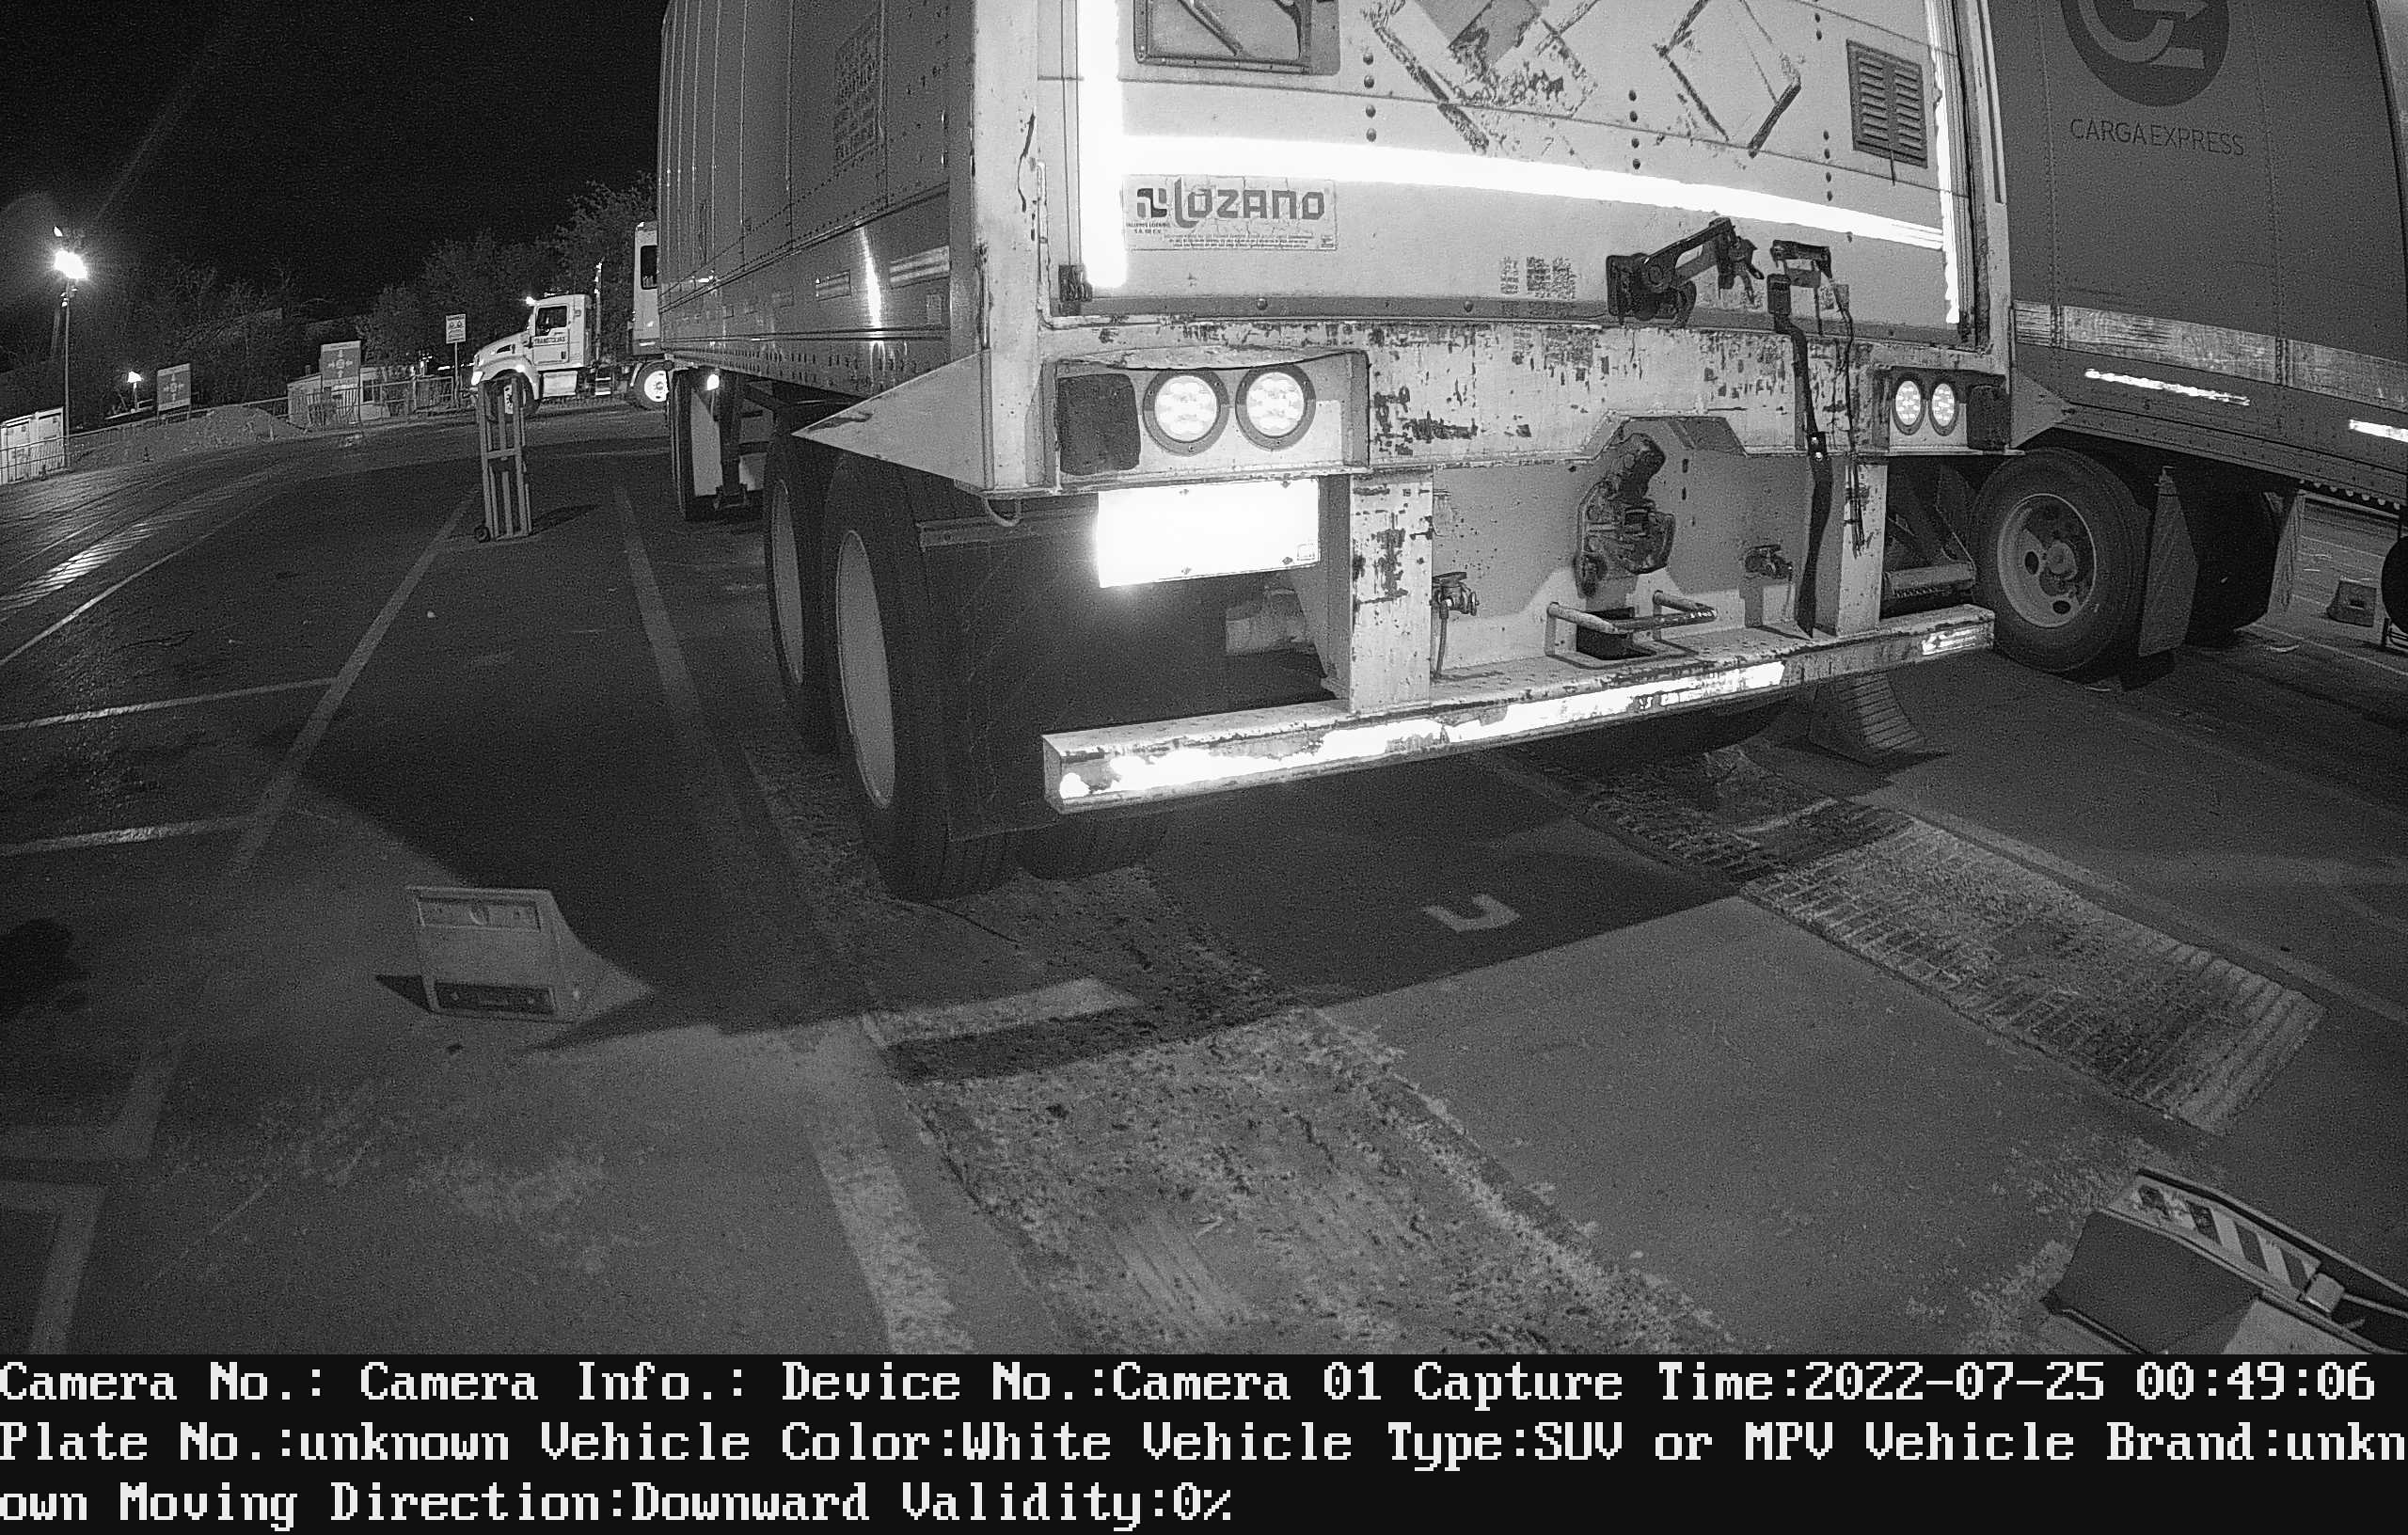 CARGA EXPRESS
LOZANO
S.A. DE C.V.
Camera No.: Camera Info.: Device No.:Camera 01 Capture Time:2022-07-25 00:49:06
Plate No.:unknown Vehicle Color:White Vehicle Type:SUV or MPV Vehicle Brand:unkn
own Moving Direction:Downward Validity:0%